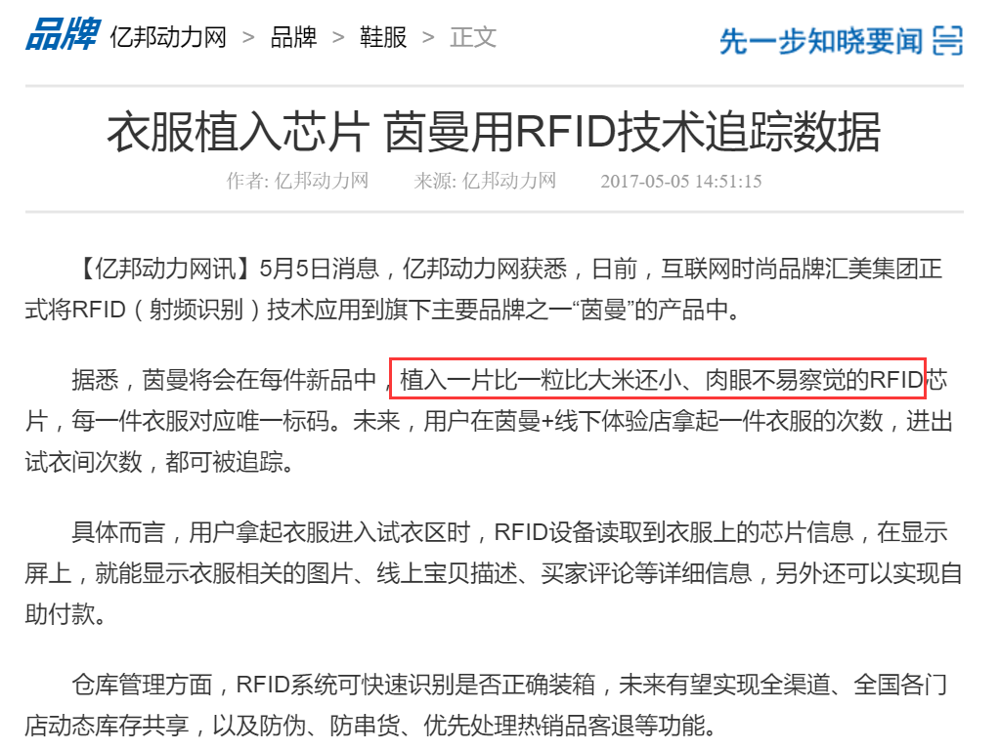 品牌 亿邦动力网 > 品牌 > 鞋服 > 正文 先一步知晓要闻
衣服植入芯片 茵曼用RFID技术追踪数据
作者: 亿邦动力网 来源: 亿邦动力网 2017-05-05 14:51:15
【亿邦动力网讯】5月5日消息，亿邦动力网获悉，日前，互联网时尚品牌汇美集团正
式将RFID（射频识别）技术应用到旗下主要品牌之一“茵曼”的产品中。
据悉，茵曼将会在每件新品中，植入一片比一粒比大米还小、肉眼不易察觉的RFID芯
片，每一件衣服对应唯一标码。未来，用户在茵曼+线下体验店拿起一件衣服的次数，进出
试衣间次数，都可被追踪。
具体而言，用户拿起衣服进入试衣区时，RFID设备读取到衣服上的芯片信息，在显示
屏上，就能显示衣服相关的图片、线上宝贝描述、买家评论等详细信息，另外还可以实现自
助付款。
仓库管理方面，RFID系统可快速识别是否正确装箱，未来有望实现全渠道、全国各门
店动态库存共享，以及防伪、防串货、优先处理热销品客退等功能。